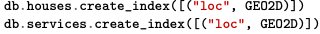 db.houses.create_index([("loc", GEO2D)])
db.services.create_index([("loc", GEO2D)])